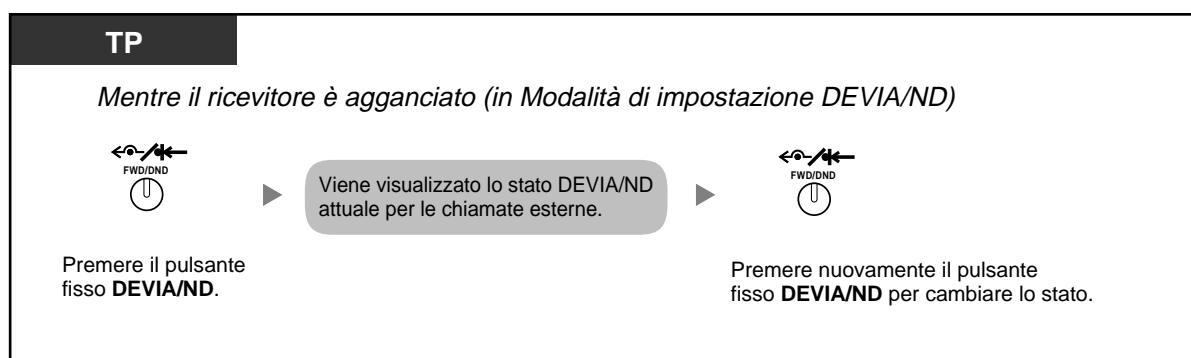 TP
Mentre il ricevitore è agganciato (in Modalità di impostazione DEVIA/ND)
FWD/DND
Premere il pulsante
fisso DEVIA/ND.
Viene visualizzato lo stato DEVIA/ND
attuale per le chiamate esterne.
FWD/DND
Premere nuovamente il pulsante
fisso DEVIA/ND per cambiare lo stato.